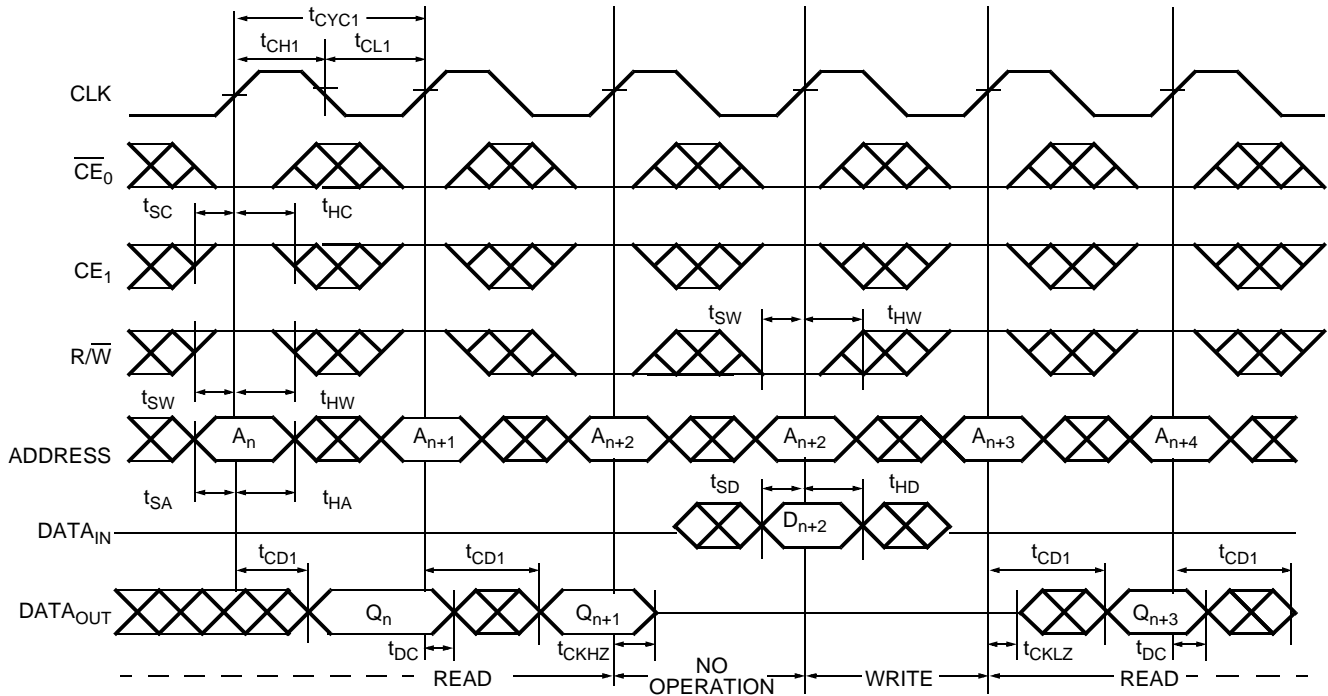 tCYC1
tCH1 tCL1
CLK
CE0
tSC tHC
CE1
tSW tHW
R/W
tSW tHW
ADDRESS An An+1 An+2 An+2 An+3 An+4
tSA tHA tSD tHD
DATAIN Dn+2
tCD1 tCD1 tCD1 tCD1
DATAOUT Qn Qn+1 Qn+3
tDC tCKHZ tCKLZ tDC
READ NO OPERATION WRITE READ